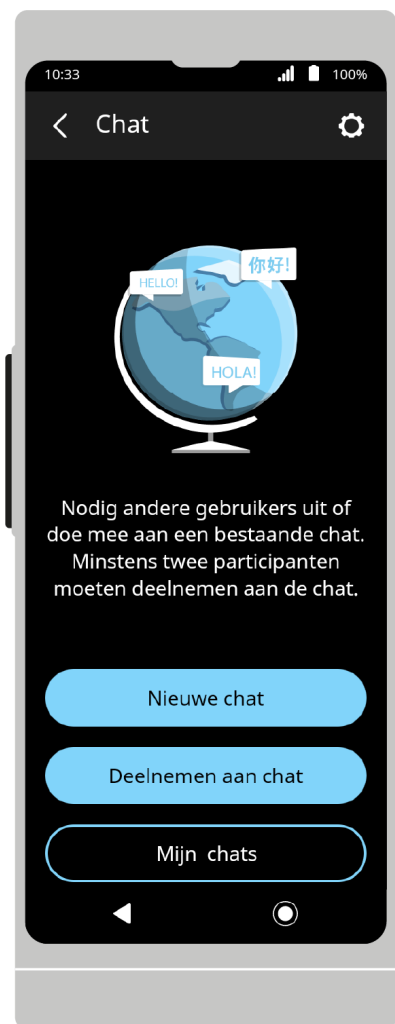 10:33 100%
Chat
HELLO!
你好!
HOLA!
Nodig andere gebruikers uit of
doe mee aan een bestaande chat.
Minstens twee participanten
moeten deelnemen aan de chat.
Nieuwe chat
Deelnemen aan chat
Mijn chats